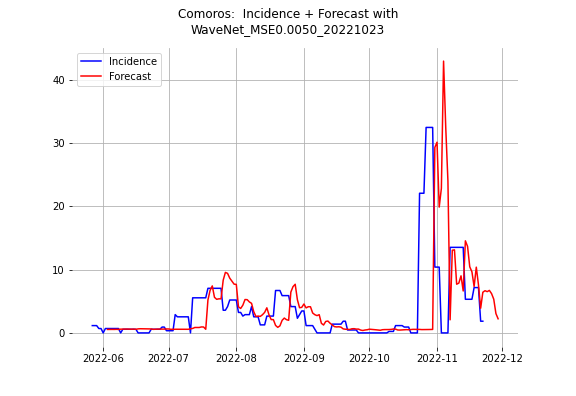 Comoros:  Incidence + Forecast with
WaveNet_MSE0.0050_20221023
Incidence
Forecast
40
30
20
10
0
2022-06 2022-07 2022-08 2022-09 2022-10 2022-11 2022-12